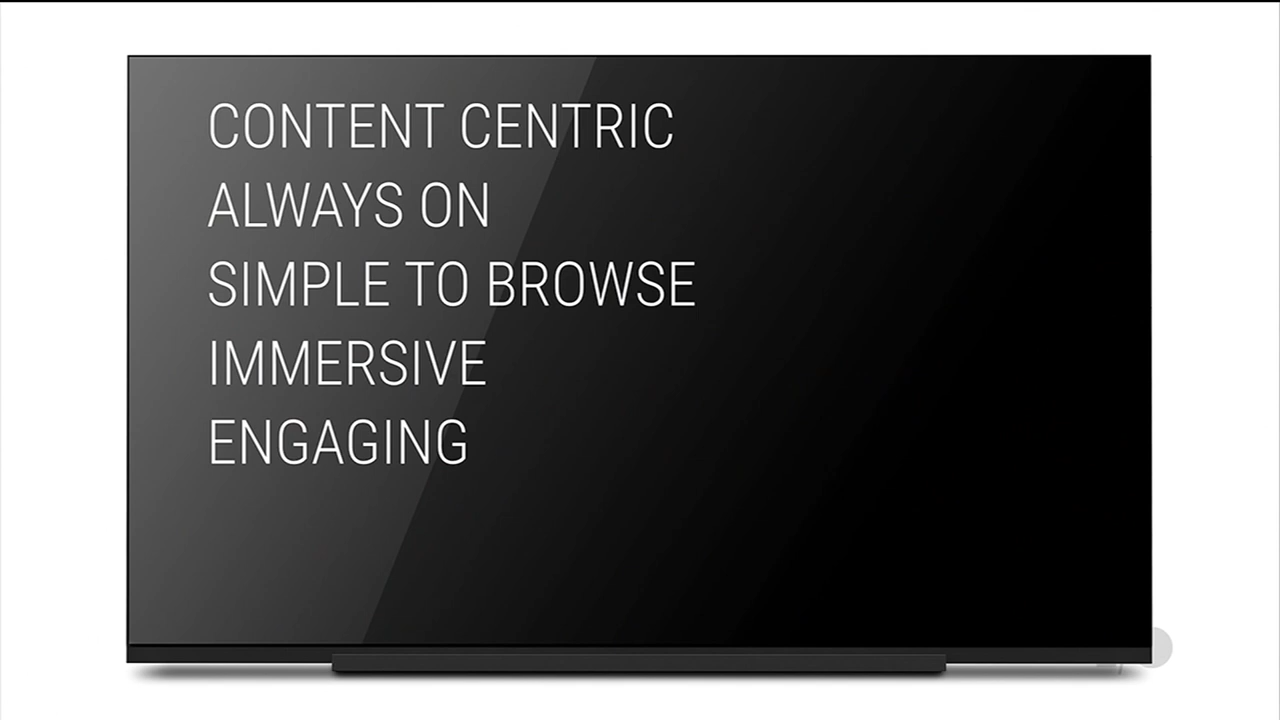 CONTENT CENTRIC
ALWAYS ON
SIMPLE TO BROWSE
IMMERSIVE
ENGAGING